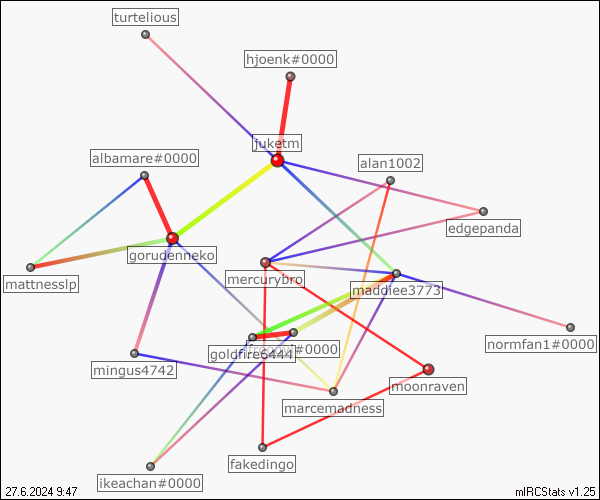 turtelious
hjoenk#0000
juketm
albamare#0000
alan1002
edgepanda
gorudenneko
mattnesslp
mercurybro
maddiee3773
goldfire6444
#0000
normfan1#0000
mingus4742
moonraven
marcemadness
fakedingo
ikeachan#0000
27.6.2024 9:47
mIRCStats v1.25